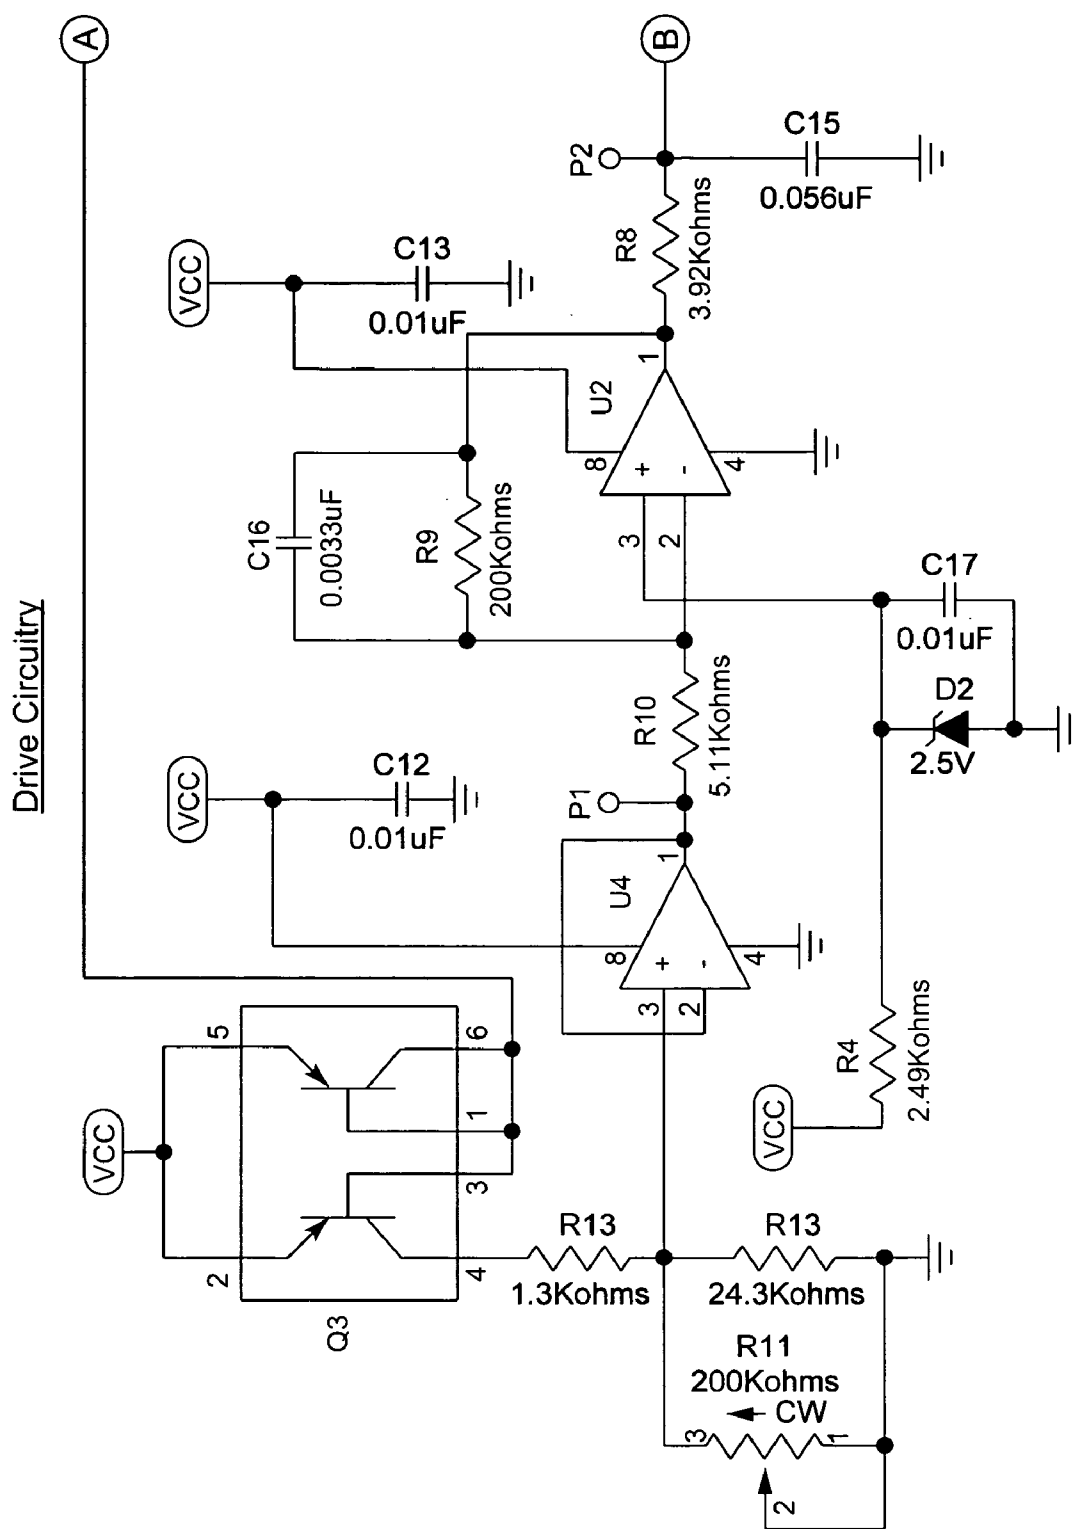 Drive Circuitry
A
VCC
5
2
6
1
3
4
Q3
VCC
C12
0.01uF
VCC
C13
0.01uF
C16
0.0033uF
R9
200Kohms
R13
1.3Kohms
R13
24.3Kohms
R11
200Kohms
CW
3
1
2
U4
8
3
2
+
-
1
4
P1
R10
5.11Kohms
U2
8
3
2
+
-
1
4
R8
3.92Kohms
P2
B
C15
0.056uF
VCC
R4
2.49Kohms
D2
2.5V
C17
0.01uF